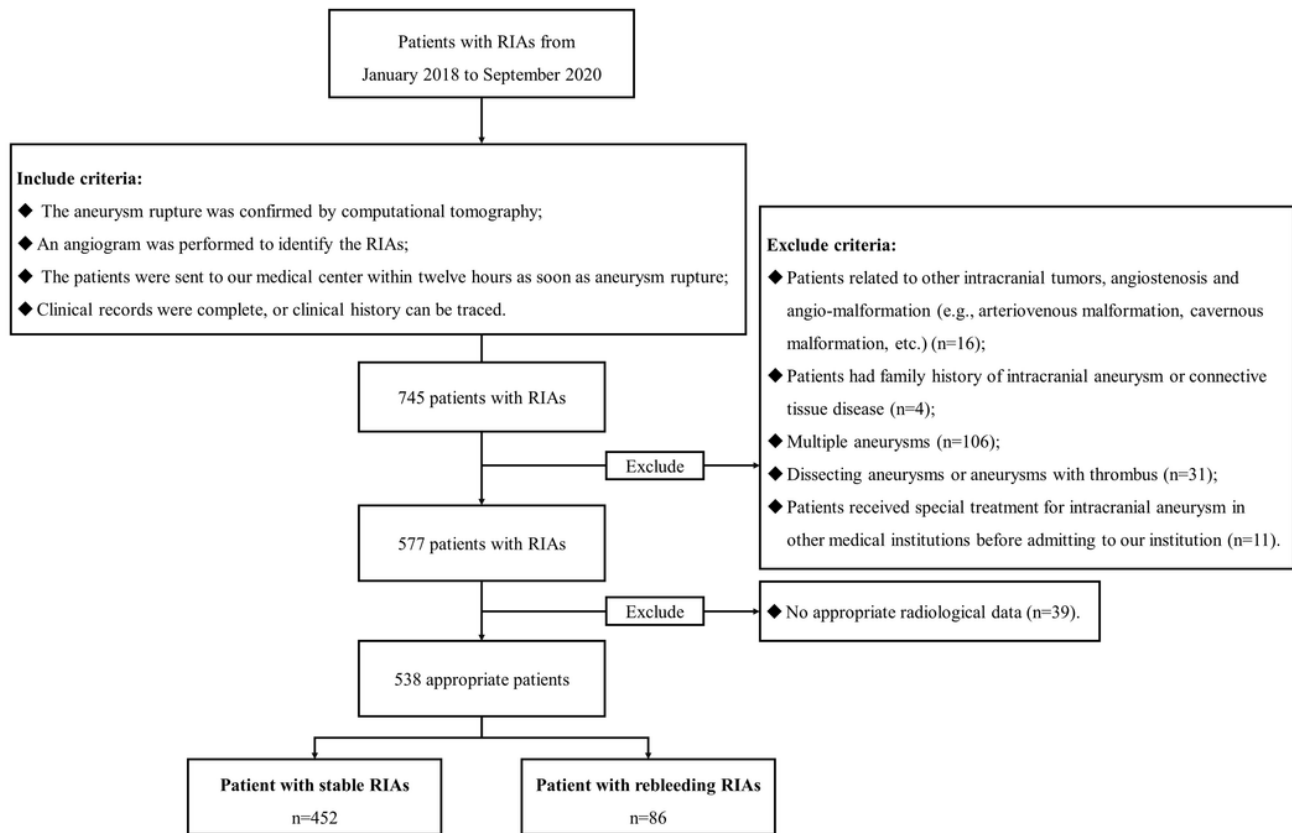 Patients with RIAs from
January 2018 to September 2020
Include criteria:
◆ The aneurysm rupture was confirmed by computational tomography;
◆ An angiogram was performed to identify the RIAs;
◆ The patients were sent to our medical center within twelve hours as soon as aneurysm rupture;
◆ Clinical records were complete, or clinical history can be traced.
745 patients with RIAs
Exclude
Exclude criteria:
◆ Patients related to other intracranial tumors, angiostenosis and
angio-malformation (e.g., arteriovenous malformation, cavernous
malformation, etc.) (n=16);
◆ Patients had family history of intracranial aneurysm or connective
tissue disease (n=4);
◆ Multiple aneurysms (n=106);
◆ Dissecting aneurysms or aneurysms with thrombus (n=31);
◆ Patients received special treatment for intracranial aneurysm in
other medical institutions before admitting to our institution (n=11).
577 patients with RIAs
Exclude
◆ No appropriate radiological data (n=39).
538 appropriate patients
Patient with stable RIAs
n=452
Patient with rebleeding RIAs
n=86